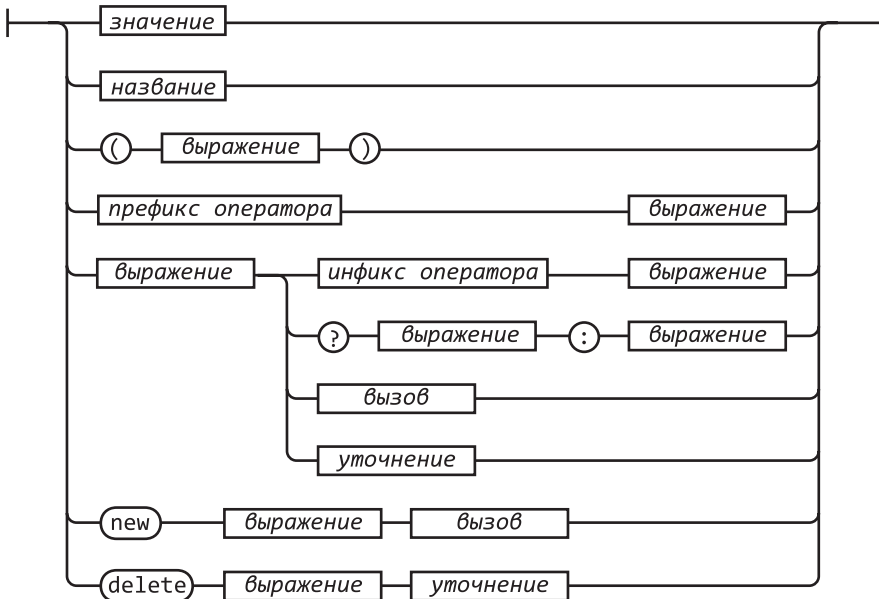 значение
название
( выражение )
префикс оператора выражение
выражение инфикс оператора выражение
? выражение : выражение
вызов
уточнение
new выражение вызов
delete выражение уточнение